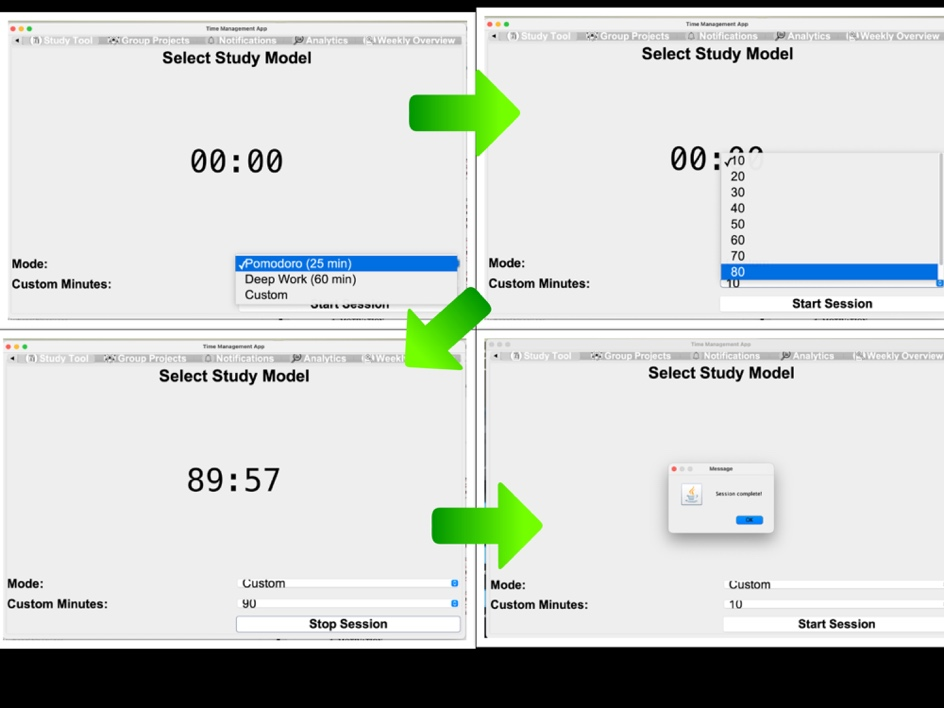 Time Management App
Study Tool Group Projects Notifications Analytics Weekly Overview
Select Study Model
00:00
Mode:
✓Pomodoro (25 min)
Deep Work (60 min)
Custom Minutes:
Custom
Start Session
Time Management App
Study Tool Group Projects Notifications Analytics Weekly Overview
Select Study Model
00:00
✓10
20
30
40
50
60
70
80
Mode:
Custom Minutes:
10
Start Session
Time Management App
Study Tool Group Projects Notifications Analytics Week
Select Study Model
89:57
Mode:
Custom
Custom Minutes:
90
Stop Session
Time Management App
Study Tool Group Projects Notifications Analytics Weekly Overview
Select Study Model
Message
Session complete!
OK
Mode:
Custom
Custom Minutes:
10
Start Session